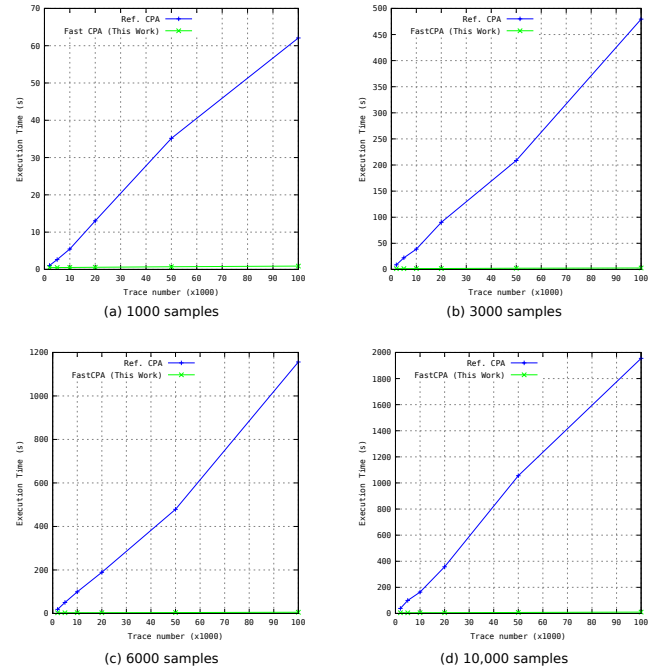 Ref. CPA
Fast CPA (This Work)
Execution Time (s)
70
60
50
40
30
20
10
0
0 10 20 30 40 50 60 70 80 90 100
Trace number (x1000)
(a) 1000 samples
Ref. CPA
FastCPA (This Work)
Execution Time (s)
500
450
400
350
300
250
200
150
100
50
0
0 10 20 30 40 50 60 70 80 90 100
Trace number (x1000)
(b) 3000 samples
Ref. CPA
FastCPA (This Work)
Execution Time (s)
1200
1000
800
600
400
200
0
0 10 20 30 40 50 60 70 80 90 100
Trace number (x1000)
(c) 6000 samples
Ref. CPA
FastCPA (This Work)
Execution Time (s)
2000
1800
1600
1400
1200
1000
800
600
400
200
0
0 10 20 30 40 50 60 70 80 90 100
Trace number (x1000)
(d) 10,000 samples